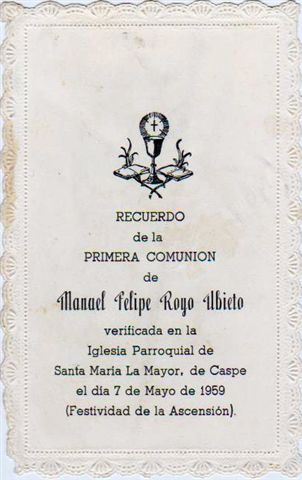 RECUERDO
de la
PRIMERA COMUNION
de
Manuel Felipe Royo Ubieto
verificada en la
Iglesia Parroquial de
Santa María La Mayor, de Caspe
el día 7 de Mayo de 1959
(Festividad de la Ascensión).